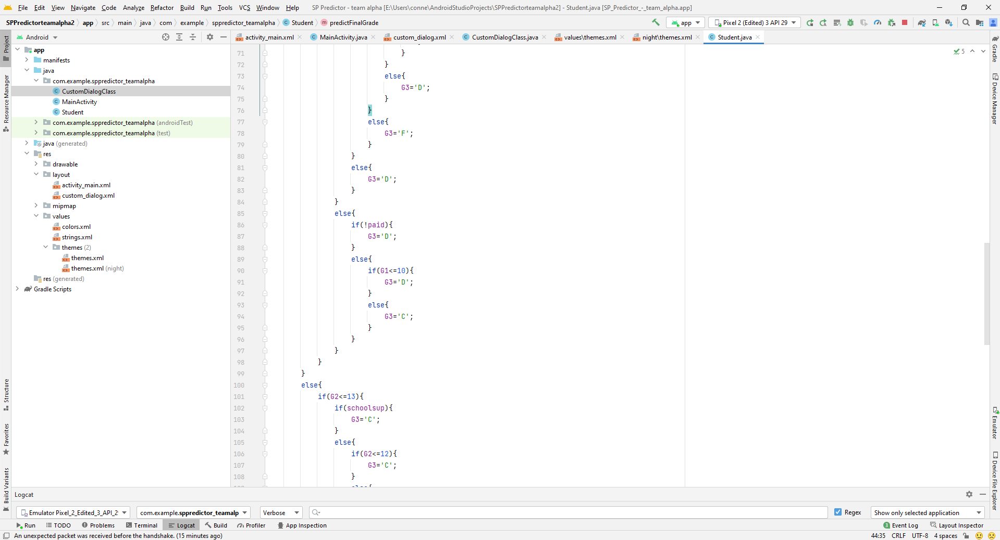 File Edit View Navigate Code Analyze Refactor Build Run Tools VCS Window Help SP Predictor - team alpha [E:\Users\conne\AndroidStudioProjects\SPPredictorteamalpha2] - Student.java [SP_Predictor_-_team_alpha.app]
SPPredictorteamalpha2 app src main java com example sppredictor_teamalpha Student predictFinalGrade app Pixel 2 (Edited) 3 API 29
Android
activity_main.xml MainActivity.java custom_dialog.xml CustomDialogClass.java values\themes.xml night\themes.xml Student.java
Project
Resource Manager
Structure
Favorites
Build Variants
app
manifests
java
com.example.sppredictor_teamalpha
CustomDialogClass
MainActivity
Student
com.example.sppredictor_teamalpha (androidTest)
com.example.sppredictor_teamalpha (test)
java (generated)
res
drawable
layout
activity_main.xml
custom_dialog.xml
mipmap
values
colors.xml
strings.xml
themes (2)
themes.xml
themes.xml (night)
res (generated)
Gradle Scripts
5
71 }
72 }
73 else{
74 G3='D';
75 }
76 }
77 else{
78 G3='F';
79 }
80 }
81 else{
82 G3='D';
83 }
84 }
85 else{
86 if(!paid){
87 G3='D';
88 }
89 else{
90 if(G1<=10){
91 G3='D';
92 }
93 else{
94 G3='C';
95 }
96 }
97 }
98 }
99 }
100 else{
101 if(G2<=13){
102 if(schoolsup){
103 G3='C';
104 }
105 else{
106 if(G2<=12){
107 G3='C';
108 }
Gradle
Device Manager
Emulator
Device File Explorer
Logcat
Emulator Pixel_2_Edited_3_API_2 com.example.sppredictor_teamalp Verbose Regex Show only selected application
Run TODO Problems Terminal Logcat Build Profiler App Inspection 3 Event Log Layout Inspector
An unexpected packet was received before the handshake. (15 minutes ago) 44:35 CRLF UTF-8 4 spaces